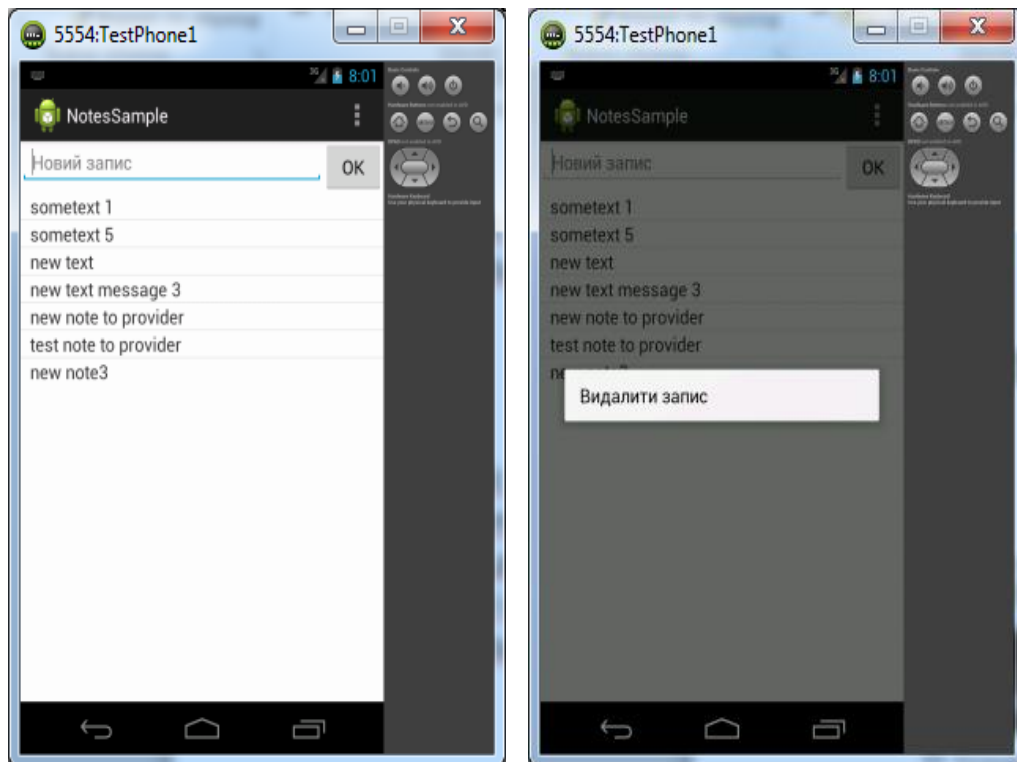 5554:TestPhone1
3G 8:01
NotesSample
Новий запис
OK
sometext 1
sometext 5
new text
new text message 3
new note to provider
test note to provider
new note3
5554:TestPhone1
3G 8:01
NotesSample
Новий запис
OK
sometext 1
sometext 5
new text
new text message 3
new note to provider
test note to provider
Видалити запис